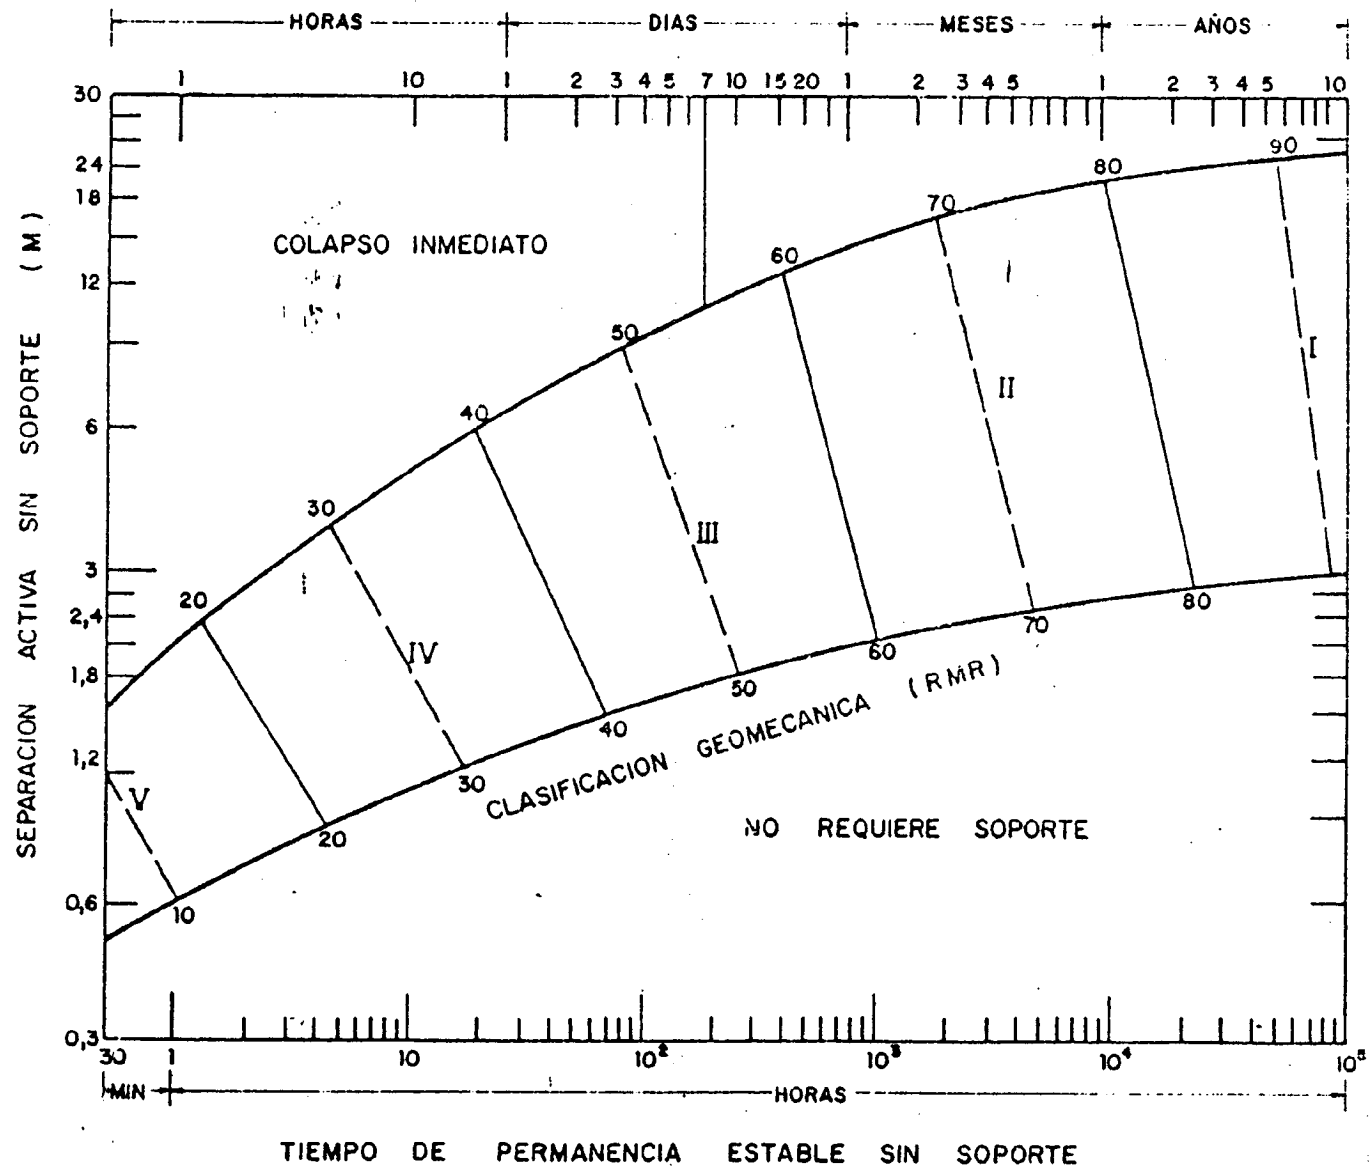 HORAS DIAS MESES AÑOS
1 10 1 2 3 4 5 7 10 15 20 1 2 3 4 5 1 2 3 4 5 10
30
24
18
12
6
3
2,4
1,8
1,2
0,6
0,3
SEPARACION ACTIVA SIN SOPORTE (M)
COLAPSO INMEDIATO
20 30 40 50 60 70 80 90
V IV III II I
10 20 30 40 50 60 70 80
CLASIFICACION GEOMECANICA (RMR)
NO REQUIERE SOPORTE
30 1 10 10² 10³ 10⁴ 10⁵
MIN HORAS
TIEMPO DE PERMANENCIA ESTABLE SIN SOPORTE